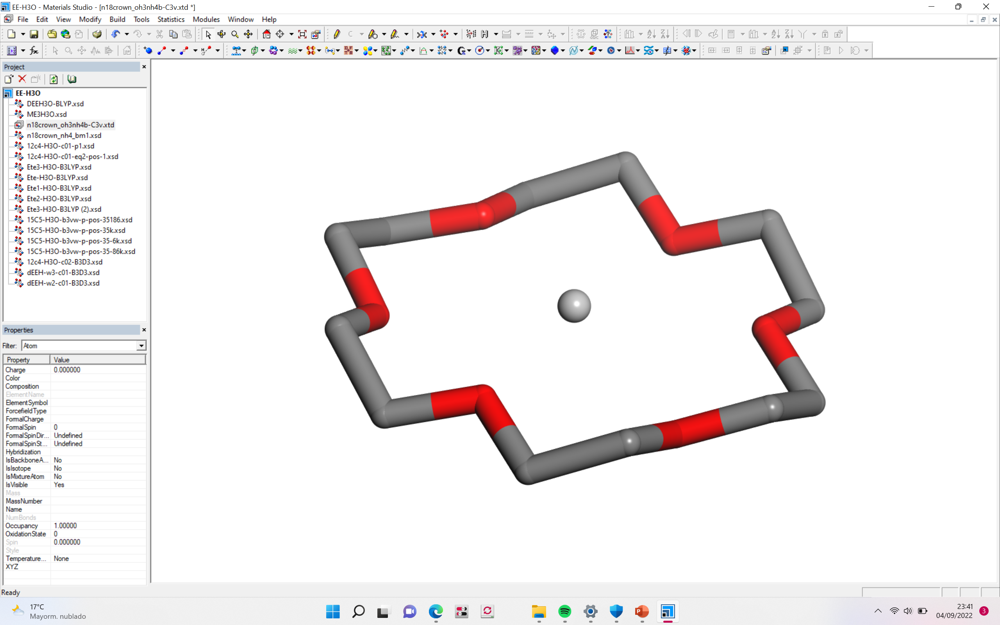 EE-H3O - Materials Studio - [n18crown_oh3nh4b-C3v.xtd *]
File Edit View Modify Build Tools Statistics Modules Window Help
Project
EE-H3O
DEEH3O-BLYP.xsd
ME3H3O.xsd
n18crown_oh3nh4b-C3v.xtd
n18crown_nh4_bm1.xsd
12c4-H3O-c01-p1.xsd
12c4-H3O-c01-eq2-pos-1.xsd
Ete3-H3O-B3LYP.xsd
Ete-H3O-B3LYP.xsd
Ete1-H3O-B3LYP.xsd
Ete2-H3O-B3LYP.xsd
Ete3-H3O-B3LYP (2).xsd
15C5-H3O-b3vw-p-pos-35186.xsd
15C5-H3O-b3vw-p-pos-35k.xsd
15C5-H3O-b3vw-p-pos-35-6k.xsd
15C5-H3O-b3vw-p-pos-35-86k.xsd
12c4-H3O-c02-B3D3.xsd
dEEH-w3-c01-B3D3.xsd
dEEH-w2-c01-B3D3.xsd
Properties
Filter: Atom
Property Value
Charge 0.000000
Color
Composition
ElementName
ElementSymbol
ForcefieldType
FormalCharge
FormalSpin 0
FormalSpinDir... Undefined
FormalSpinSt... Undefined
Hybridization
IsBackboneA... No
IsIsotope No
IsMixtureAtom No
IsVisible Yes
Mass
MassNumber
Name
NumBonds
Occupancy 1.00000
OxidationState 0
Spin 0.000000
Style
Temperature... None
XYZ
Ready
17°C
Mayorm. nublado
23:41
04/09/2022
3